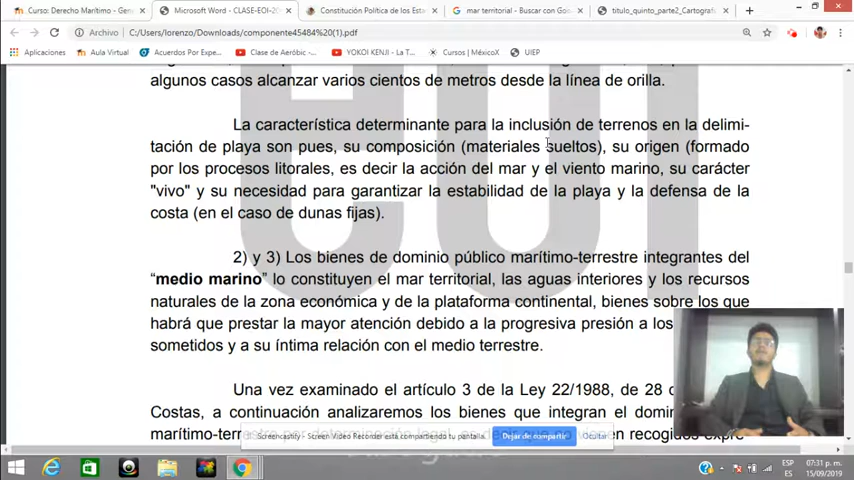 Curso: Derecho Marítimo - Gener
Microsoft Word - CLASE-EOI-20
Constitución Política de los Esta
mar territorial - Buscar con Goo
titulo_quinto_parte2_Cartografí
Archivo | C:/Users/lorenzo/Downloads/componente45484%20(1).pdf
Aplicaciones
Aula Virtual
Acuerdos Por Exper...
Clase de Aeróbic...
YOKOI KENJI - La T...
Cursos | MéxicoX
UIEP
algunos casos alcanzar varios cientos de metros desde la línea de orilla.
La característica determinante para la inclusión de terrenos en la delimi-
tación de playa son pues, su composición (materiales sueltos), su origen (formado
por los procesos litorales, es decir la acción del mar y el viento marino, su carácter
"vivo" y su necesidad para garantizar la estabilidad de la playa y la defensa de la
costa (en el caso de dunas fijas).
2) y 3) Los bienes de dominio público marítimo-terrestre integrantes del
“medio marino” lo constituyen el mar territorial, las aguas interiores y los recursos
naturales de la zona económica y de la plataforma continental, bienes sobre los que
habrá que prestar la mayor atención debido a la progresiva presión a los
sometidos y a su íntima relación con el medio terrestre.
Una vez examinado el artículo 3 de la Ley 22/1988, de 28 d
Costas, a continuación analizaremos los bienes que integran el domin
Screencastify - Screen Video Recorder está compartiendo tu pantalla.
Dejar de compartir
Ocultar
ESP
ES
07:31 p. m.
15/09/2019